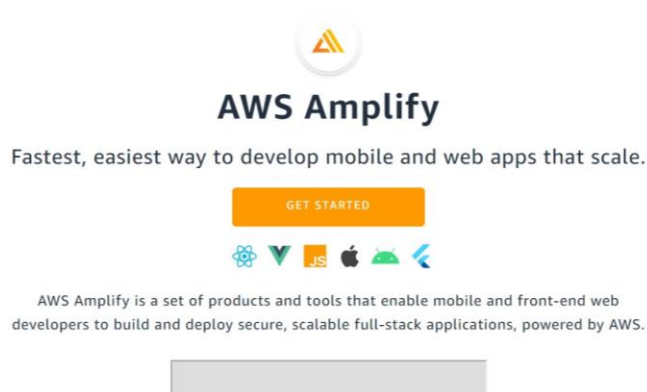 AWS Amplify
Fastest, easiest way to develop mobile and web apps that scale.
GET STARTED
JS
AWS Amplify is a set of products and tools that enable mobile and front-end web
developers to build and deploy secure, scalable full-stack applications, powered by AWS.